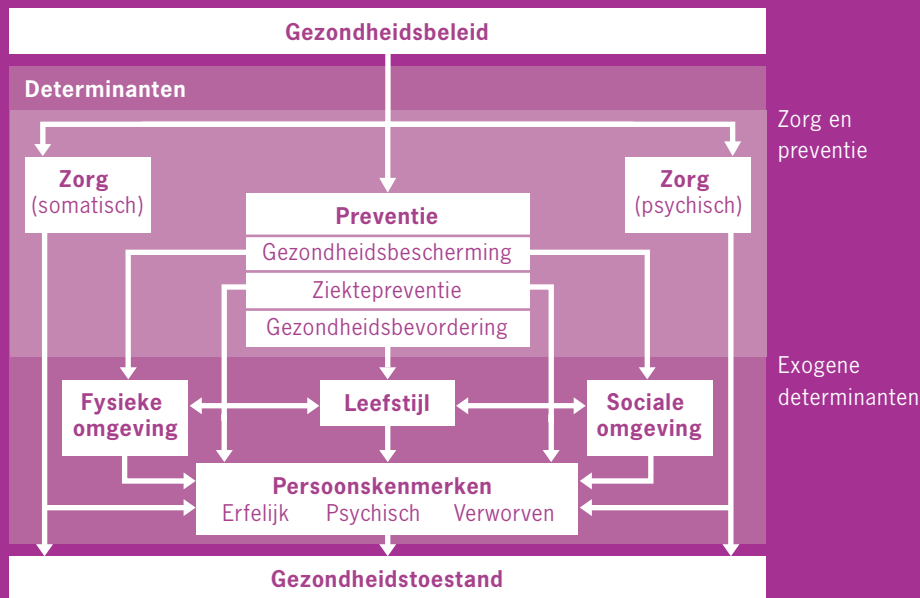 Gezondheidsbeleid
Determinanten
Zorg en
preventie
Zorg
(somatisch)
Zorg
(psychisch)
Preventie
Gezondheidsbescherming
Ziektepreventie
Gezondheidsbevordering
Exogene
determinanten
Fysieke
omgeving
Leefstijl
Sociale
omgeving
Persoonskenmerken
Erfelijk Psychisch Verworven
Gezondheidstoestand